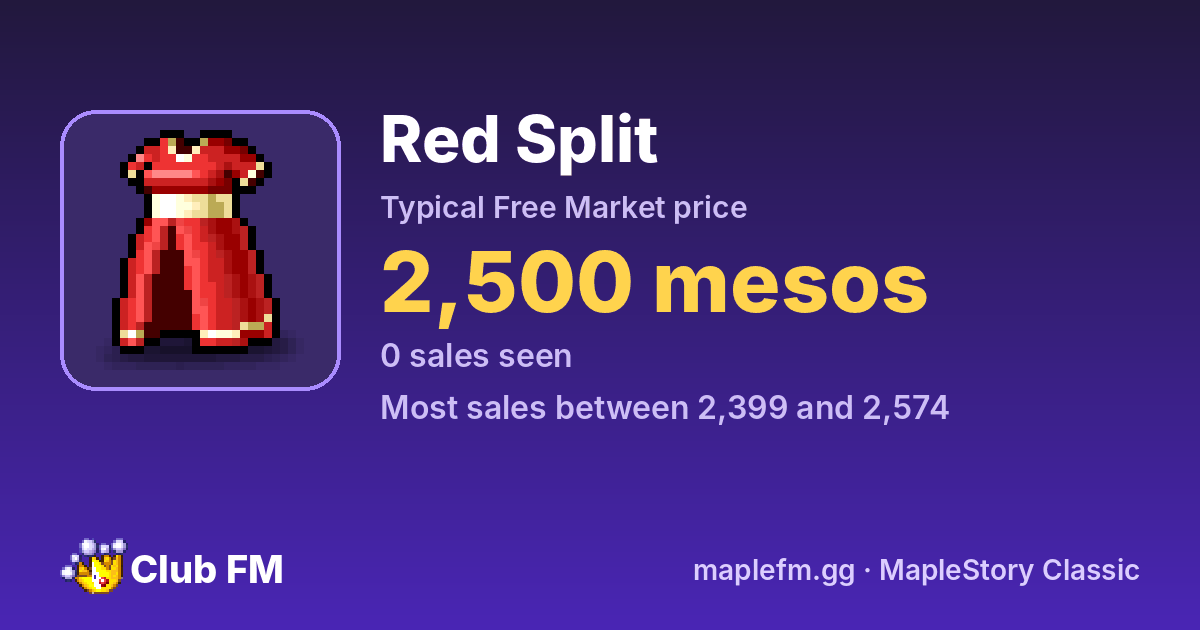 Red Split
Typical Free Market price
2,500 mesos
0 sales seen
Most sales between 2,399 and 2,574
Club FM
maplefm.gg · MapleStory Classic